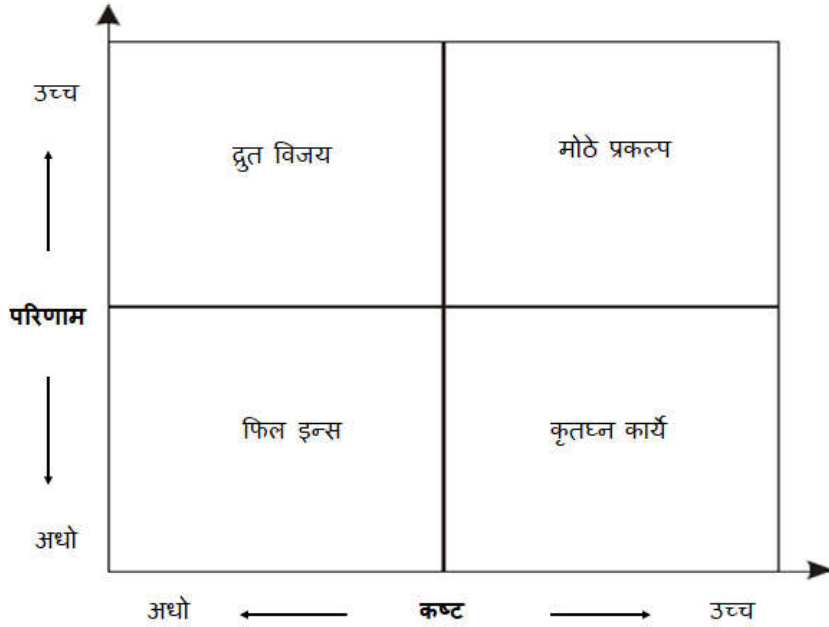 उच्च
द्रुत विजय
मोठे प्रकल्प
परिणाम
फिल इन्स
कृतघ्न कार्ये
अधो
अधो
कष्ट
उच्च